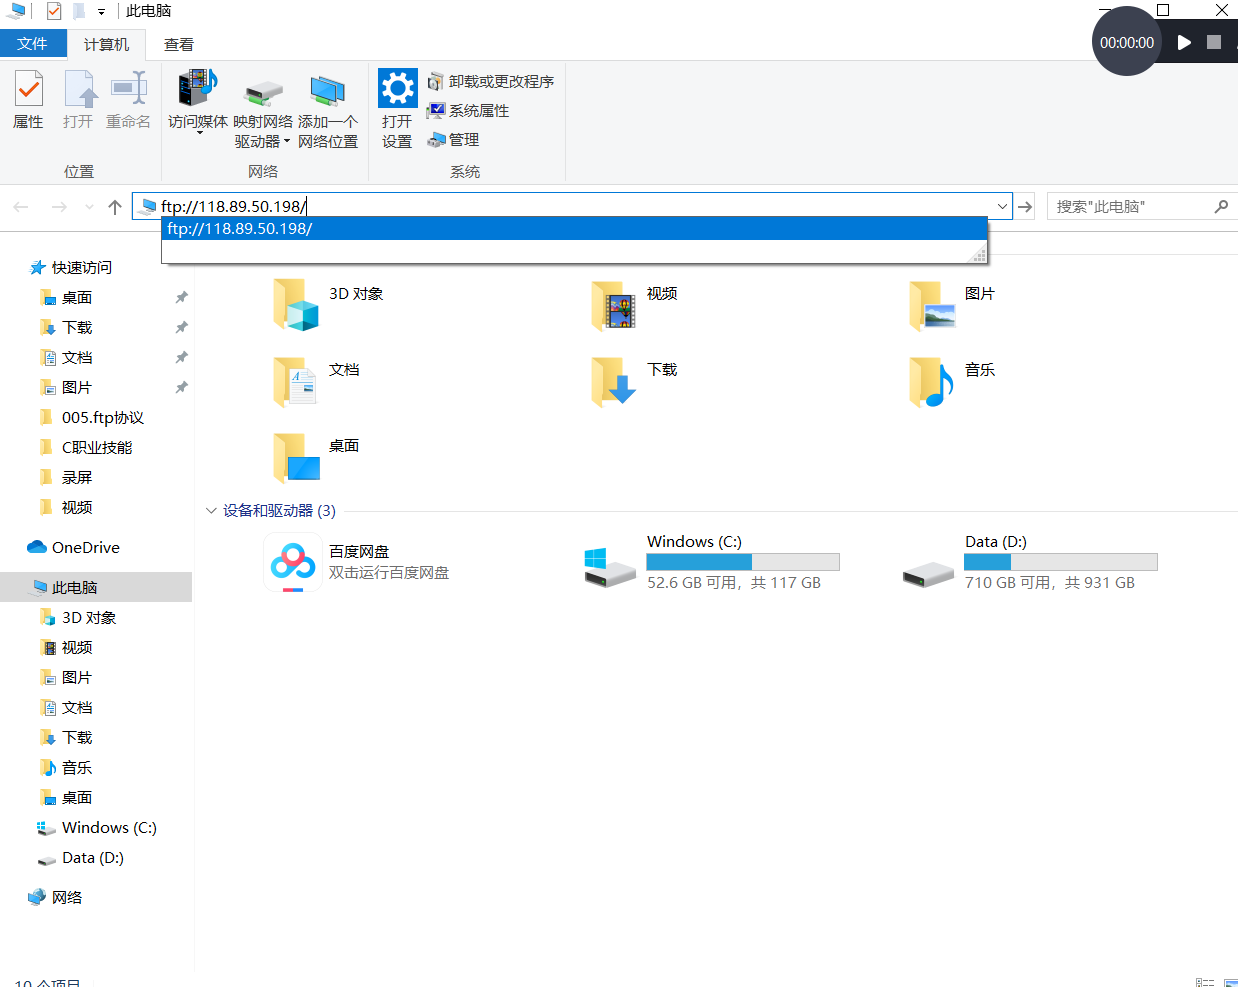 此电脑
00:00:00
文件 计算机 查看
属性 打开 重命名 访问媒体 映射网络驱动器 添加一个网络位置 打开设置 卸载或更改程序
系统属性
管理
位置 网络 系统
ftp://118.89.50.198/ 搜索"此电脑"
ftp://118.89.50.198/
快速访问
桌面
下载
文档
图片
005.ftp协议
C职业技能
录屏
视频
OneDrive
此电脑
3D 对象
视频
图片
文档
下载
音乐
桌面
Windows (C:)
Data (D:)
网络
3D 对象 视频 图片
文档 下载 音乐
桌面
设备和驱动器 (3)
百度网盘
双击运行百度网盘
Windows (C:)
52.6 GB 可用，共 117 GB
Data (D:)
710 GB 可用，共 931 GB
10 个项目